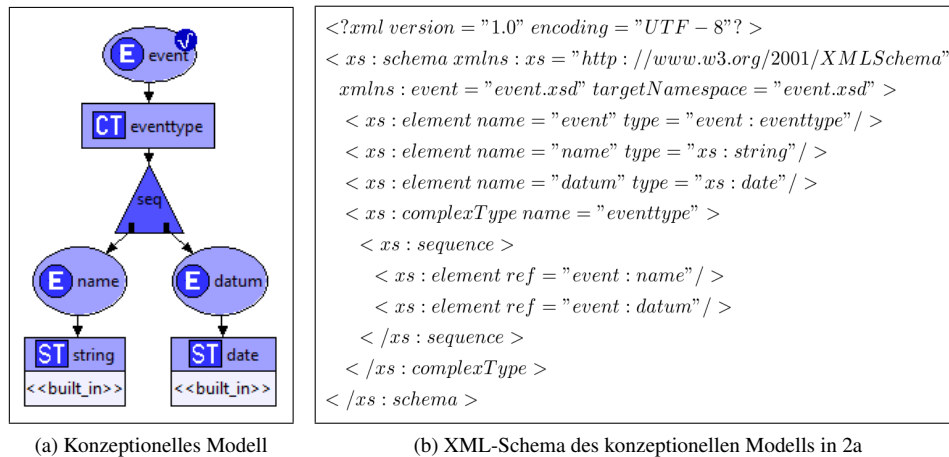 E event
CT eventtype
seq
E name
E datum
ST string
<<built_in>>
ST date
<<built_in>>
(a) Konzeptionelles Modell
<?xml version = "1.0" encoding = "UTF − 8"? >
< xs : schema xmlns : xs = "http : //www.w3.org/2001/XMLSchema"
xmlns : event = "event.xsd" targetNamespace = "event.xsd" >
< xs : element name = "event" type = "event : eventtype"/ >
< xs : element name = "name" type = "xs : string"/ >
< xs : element name = "datum" type = "xs : date"/ >
< xs : complexType name = "eventtype" >
< xs : sequence >
< xs : element ref = "event : name"/ >
< xs : element ref = "event : datum"/ >
< /xs : sequence >
< /xs : complexType >
< /xs : schema >
(b) XML-Schema des konzeptionellen Modells in 2a